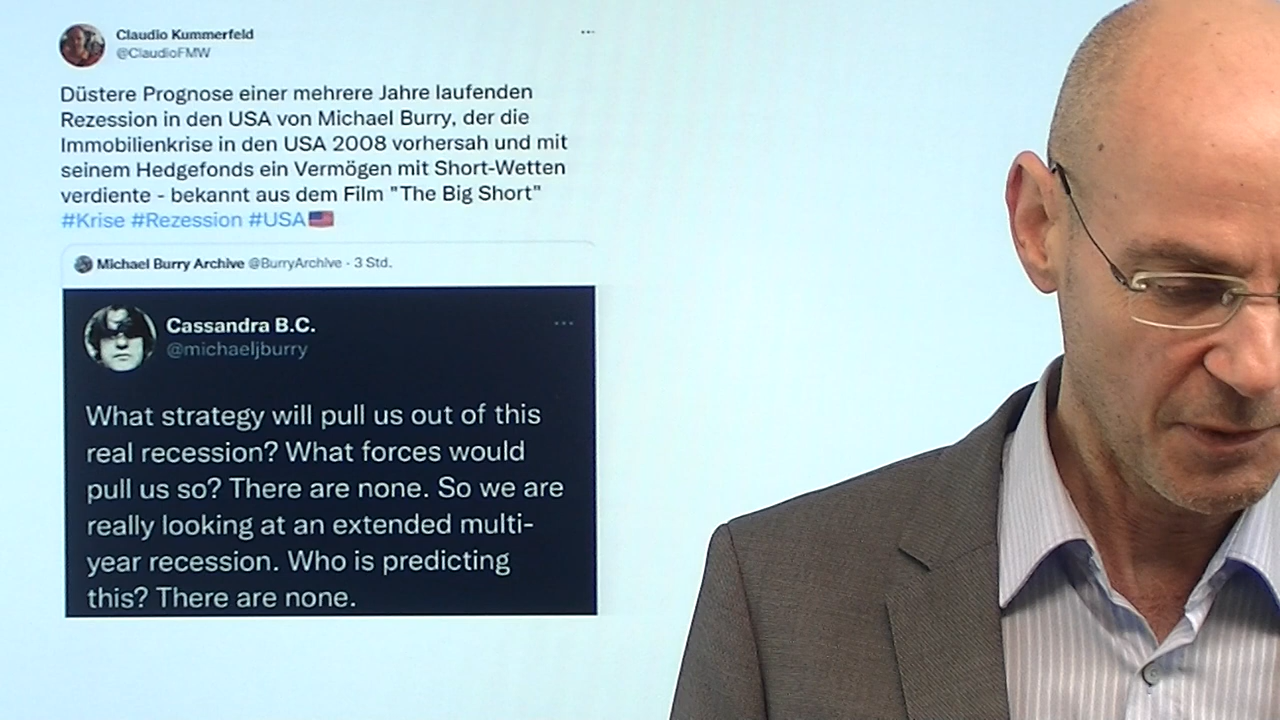 Claudio Kummerfeld
@ClaudioFMW
Düstere Prognose einer mehrere Jahre laufenden
Rezession in den USA von Michael Burry, der die
Immobilienkrise in den USA 2008 vorhersah und mit
seinem Hedgefonds ein Vermögen mit Short-Wetten
verdiente - bekannt aus dem Film "The Big Short"
#Krise #Rezession #USA🇺🇸
Michael Burry Archive @BurryArchive · 3 Std.
Cassandra B.C.
@michaeljburry
What strategy will pull us out of this
real recession? What forces would
pull us so? There are none. So we are
really looking at an extended multi-
year recession. Who is predicting
this? There are none.